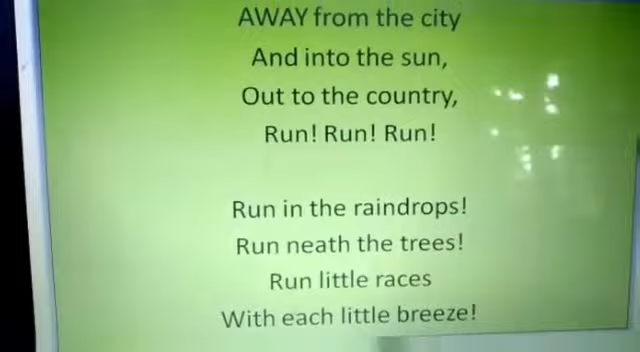 AWAY from the city
And into the sun,
Out to the country,
Run! Run! Run!
Run in the raindrops!
Run neath the trees!
Run little races
With each little breeze!